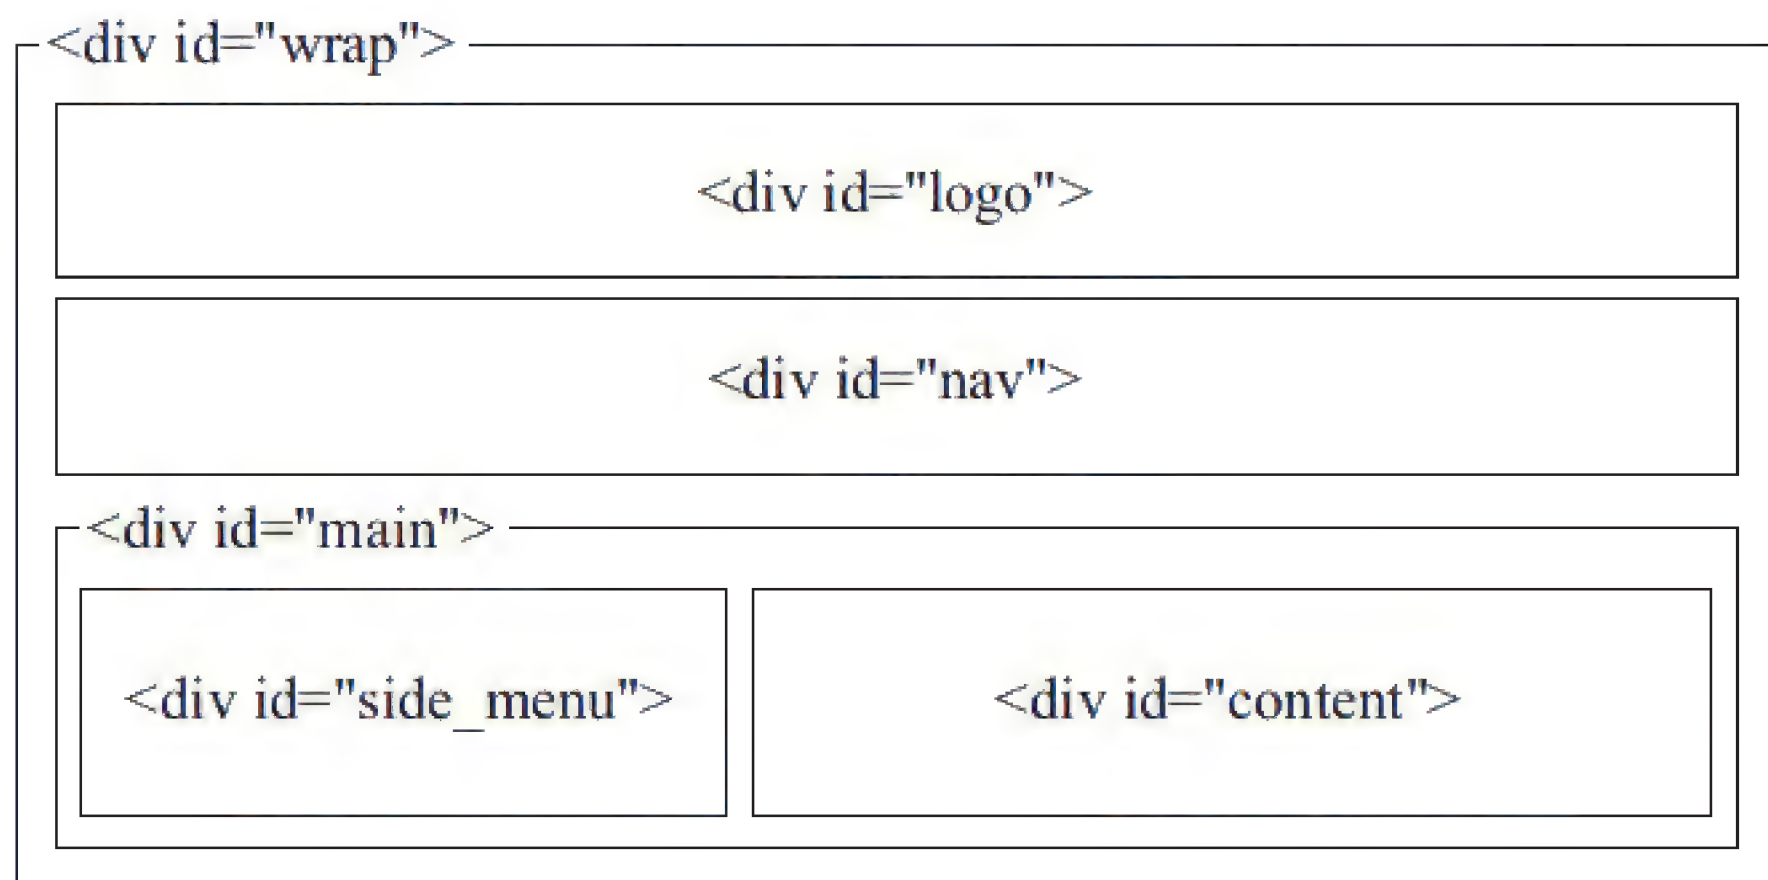 <div id="wrap">
<div id="logo">
<div id="nav">
<div id="main">
<div id="side_menu">
<div id="content">